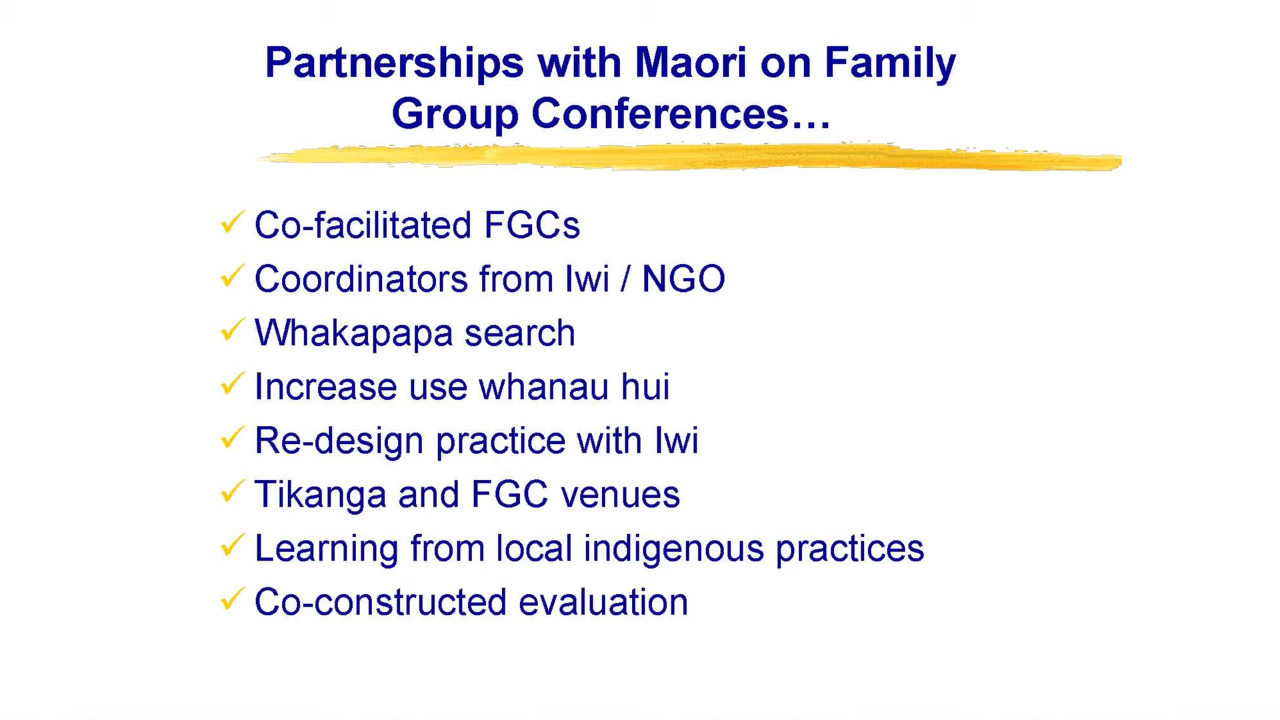 Partnerships with Maori on Family
Group Conferences…
Co-facilitated FGCs
Coordinators from Iwi / NGO
Whakapapa search
Increase use whanau hui
Re-design practice with Iwi
Tikanga and FGC venues
Learning from local indigenous practices
Co-constructed evaluation